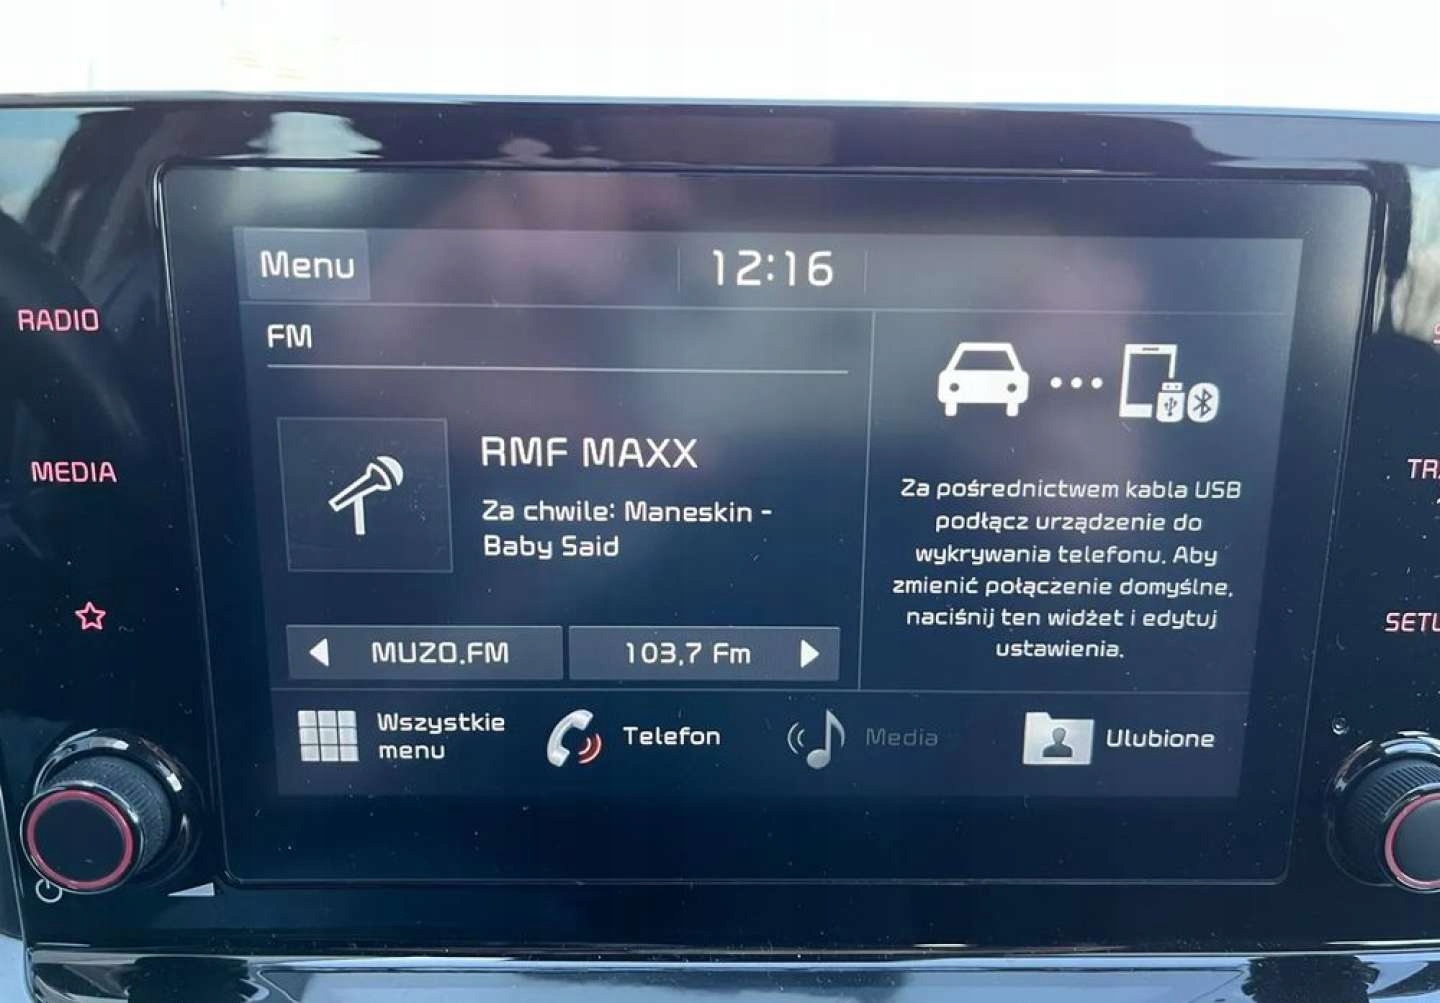 Menu
12:16
RADIO
FM
MEDIA
RMF MAXX
Za chwile: Maneskin -
Baby Said
MUZO.FM
103,7 Fm
Za pośrednictwem kabla USB
podłącz urządzenie do
wykrywania telefonu. Aby
zmienić połączenie domyślne,
naciśnij ten widżet i edytuj
ustawienia.
Wszystkie
menu
Telefon
Media
Ulubione